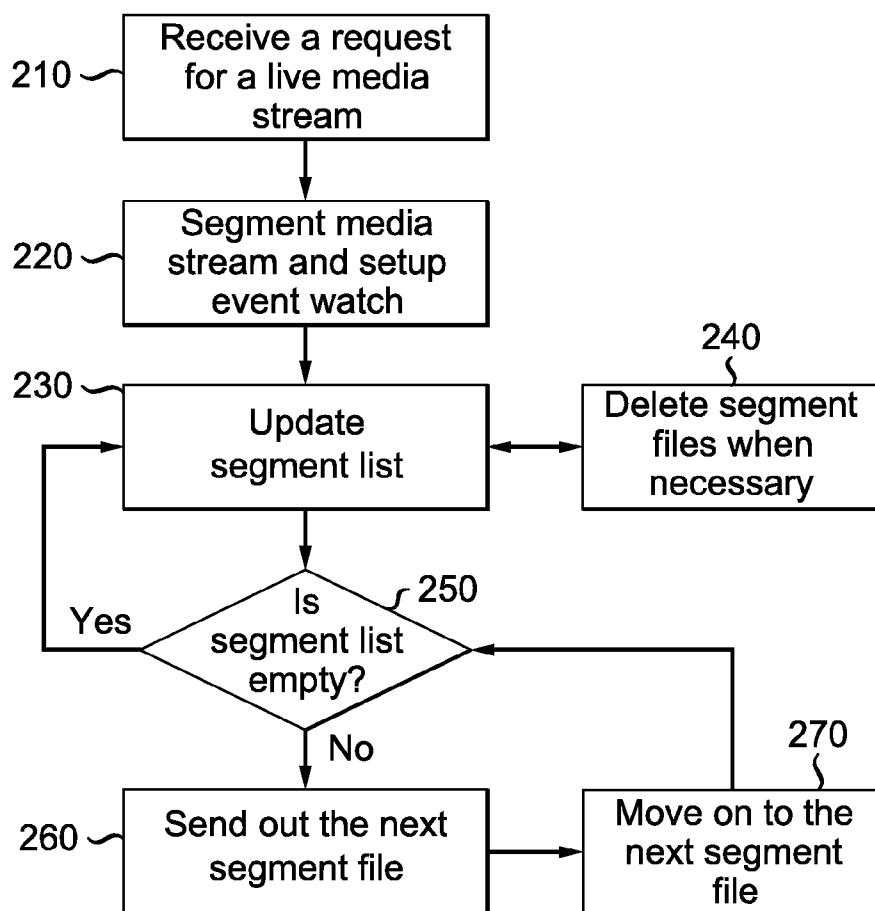 210
Receive a request
for a live media
stream
220
Segment media
stream and setup
event watch
230
Update
segment list
240
Delete segment
files when
necessary
250
Is
segment list
empty?
Yes
No
260
Send out the next
segment file
270
Move on to the
next segment
file